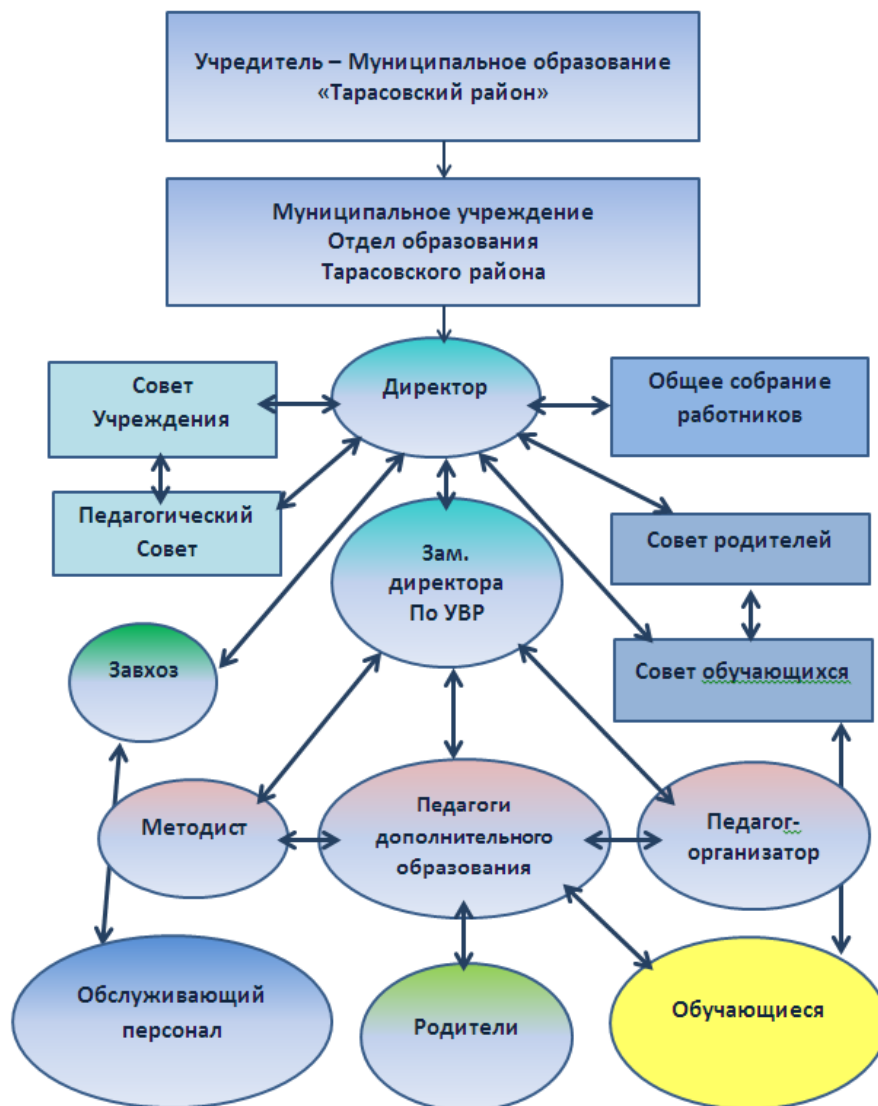 Учредитель – Муниципальное образование
«Тарасовский район»
Муниципальное учреждение
Отдел образования
Тарасовского района
Директор
Совет
Учреждения
Общее собрание
работников
Педагогический
Совет
Зам.
директора
По УВР
Совет родителей
Завхоз
Совет обучающихся
Методист
Педагоги
дополнительного
образования
Педагог-
организатор
Обслуживающий
персонал
Родители
Обучающиеся